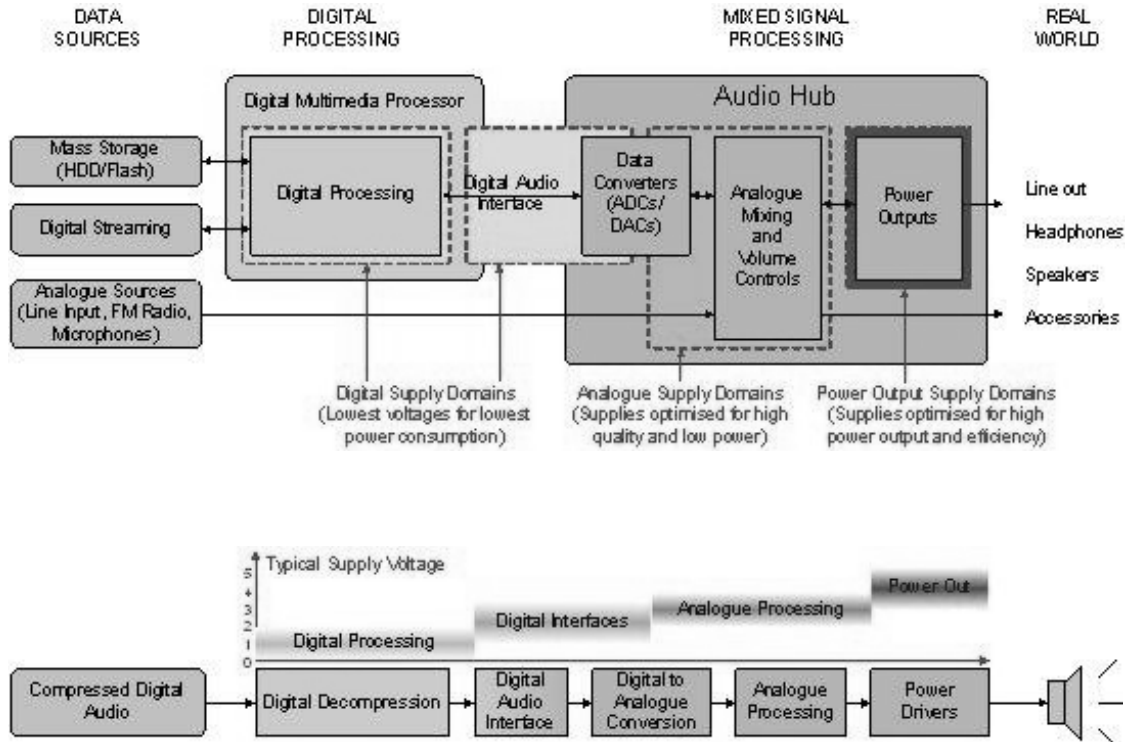 DATA
SOURCES
DIGITAL
PROCESSING
MIXED SIGNAL
PROCESSING
REAL
WORLD
Digital Multimedia Processor
Audio Hub
Mass Storage
(HDD/Flash)
Digital Streaming
Analogue Sources
(Line Input, FM Radio,
Microphones)
Digital Processing
Digital Audio
Interface
Data
Converters
(ADCs/
DACs)
Analogue
Mixing
and
Volume
Controls
Power
Outputs
Line out
Headphones
Speakers
Accessories
Digital Supply Domains
(Lowest voltages for lowest
power consumption)
Analogue Supply Domains
(Supplies optimised for high
quality and low power)
Power Output Supply Domains
(Supplies optimised for high
power output and efficiency)
Typical Supply Voltage
5
4
3
2
1
0
Digital Processing
Digital Interfaces
Analogue Processing
Power Out
Compressed Digital
Audio
Digital Decompression
Digital
Audio
Interface
Digital to
Analogue
Conversion
Analogue
Processing
Power
Drivers